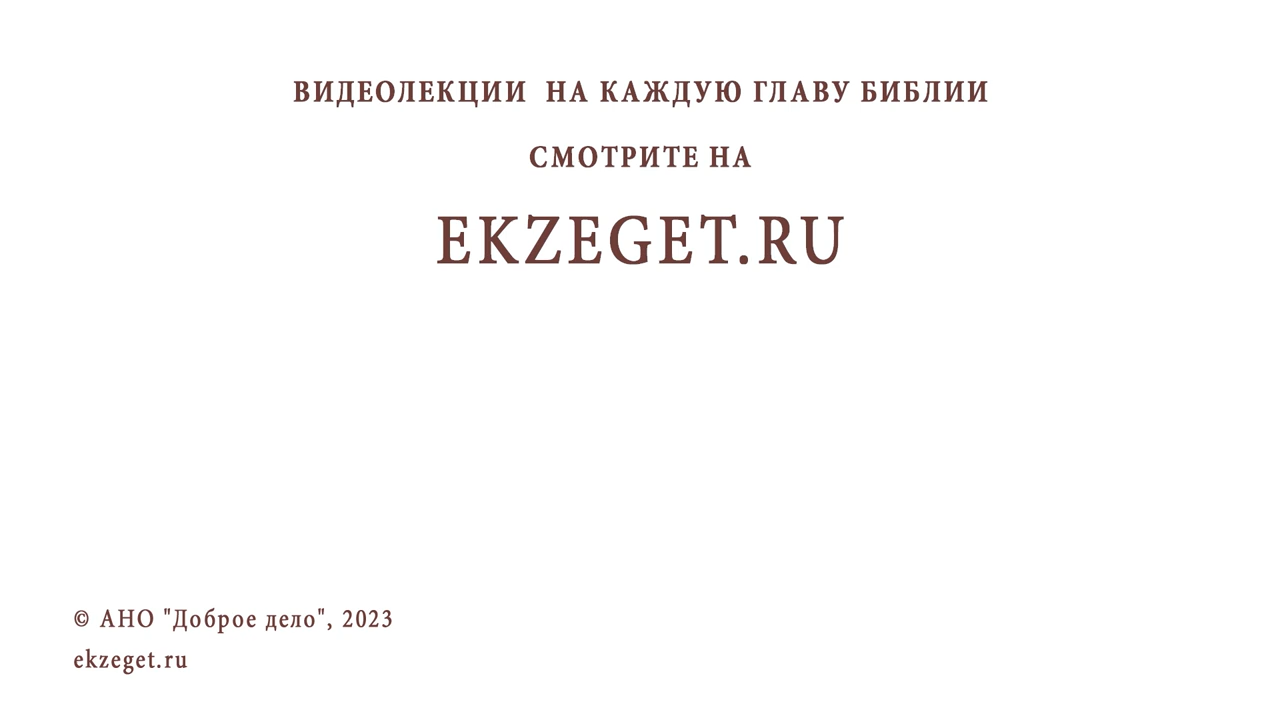 ВИДЕОЛЕКЦИИ НА КАЖДУЮ ГЛАВУ БИБЛИИ
СМОТРИТЕ НА
EKZEGET.RU
© АНО "Доброе дело", 2023
ekzeget.ru